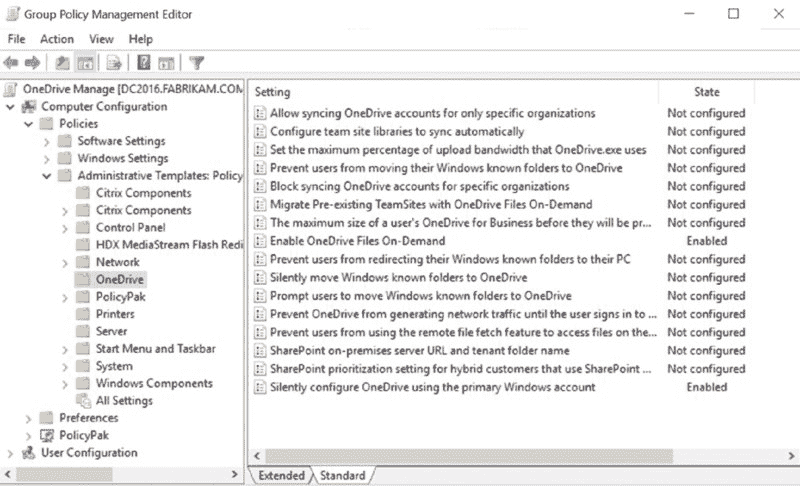 Group Policy Management Editor
File Action View Help
OneDrive Manage [DC2016.FABRIKAM.COM
Computer Configuration
Policies
Software Settings
Windows Settings
Administrative Templates: Policy
Citrix Components
Citrix Components
Control Panel
HDX MediaStream Flash Redi
Network
OneDrive
PolicyPak
Printers
Server
Start Menu and Taskbar
System
Windows Components
All Settings
Preferences
PolicyPak
User Configuration
Setting State
Allow syncing OneDrive accounts for only specific organizations Not configured
Configure team site libraries to sync automatically Not configured
Set the maximum percentage of upload bandwidth that OneDrive.exe uses Not configured
Prevent users from moving their Windows known folders to OneDrive Not configured
Block syncing OneDrive accounts for specific organizations Not configured
Migrate Pre-existing TeamSites with OneDrive Files On-Demand Not configured
The maximum size of a user's OneDrive for Business before they will be pr... Not configured
Enable OneDrive Files On-Demand Enabled
Prevent users from redirecting their Windows known folders to their PC Not configured
Silently move Windows known folders to OneDrive Not configured
Prompt users to move Windows known folders to OneDrive Not configured
Prevent OneDrive from generating network traffic until the user signs in to ... Not configured
Prevent users from using the remote file fetch feature to access files on the... Not configured
SharePoint on-premises server URL and tenant folder name Not configured
SharePoint prioritization setting for hybrid customers that use SharePoint ... Not configured
Silently configure OneDrive using the primary Windows account Enabled
Extended Standard